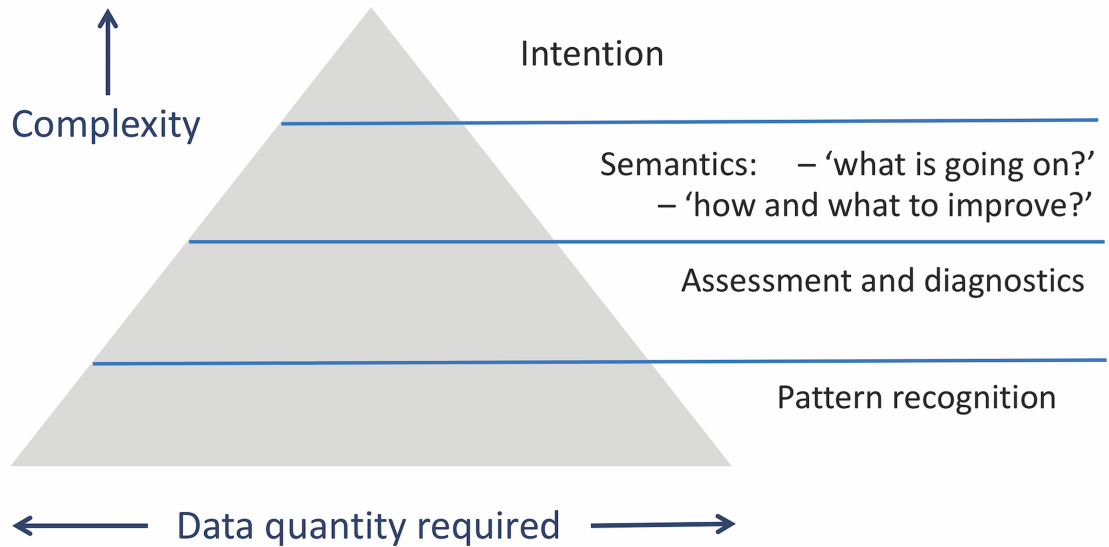 Intention
Complexity
Semantics: – ‘what is going on?’
– ‘how and what to improve?’
Assessment and diagnostics
Pattern recognition
Data quantity required